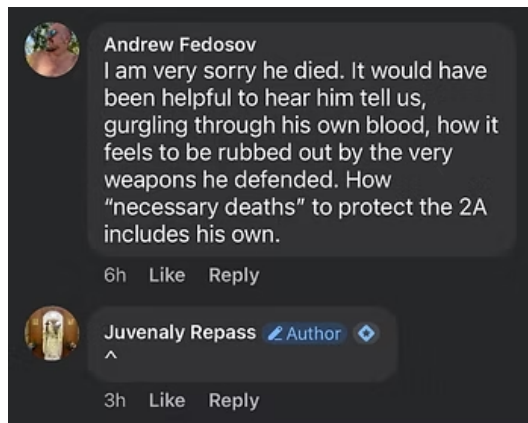 Andrew Fedosov
I am very sorry he died. It would have
been helpful to hear him tell us,
gurgling through his own blood, how it
feels to be rubbed out by the very
weapons he defended. How
“necessary deaths” to protect the 2A
includes his own.
6h Like Reply
Juvenaly Repass Author
^
3h Like Reply